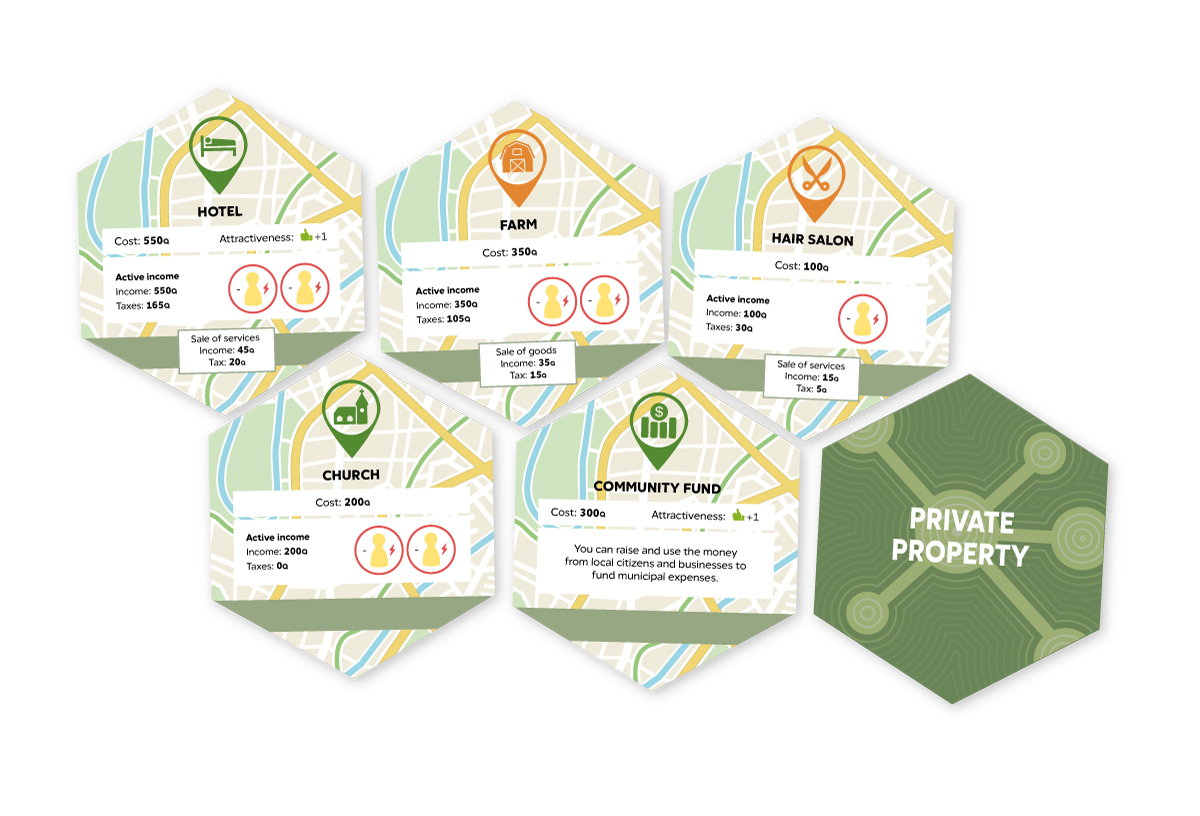 HOTEL
Cost: 550a
Attractiveness: +1
Active income
Income: 550a
Taxes: 165a
-
-
Sale of services
Income: 45a
Tax: 20a
FARM
Cost: 350a
Active income
Income: 350a
Taxes: 105a
-
-
Sale of goods
Income: 35a
Tax: 15a
HAIR SALON
Cost: 100a
Active income
Income: 100a
Taxes: 30a
-
Sale of services
Income: 15a
Tax: 5a
CHURCH
Cost: 200a
Active income
Income: 200a
Taxes: 0a
-
-
$
COMMUNITY FUND
Cost: 300a
Attractiveness: +1
You can raise and use the money
from local citizens and businesses to
fund municipal expenses.
PRIVATE
PROPERTY